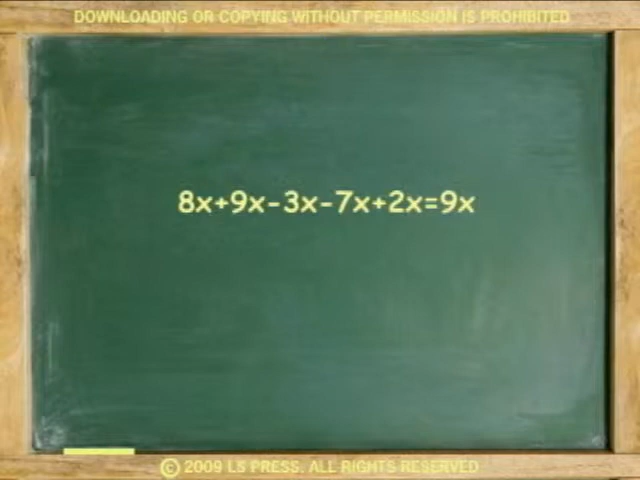 DOWNLOADING OR COPYING WITHOUT PERMISSION IS PROHIBITED
8x+9x-3x-7x+2x=9x
© 2009 LS PRESS. ALL RIGHTS RESERVED